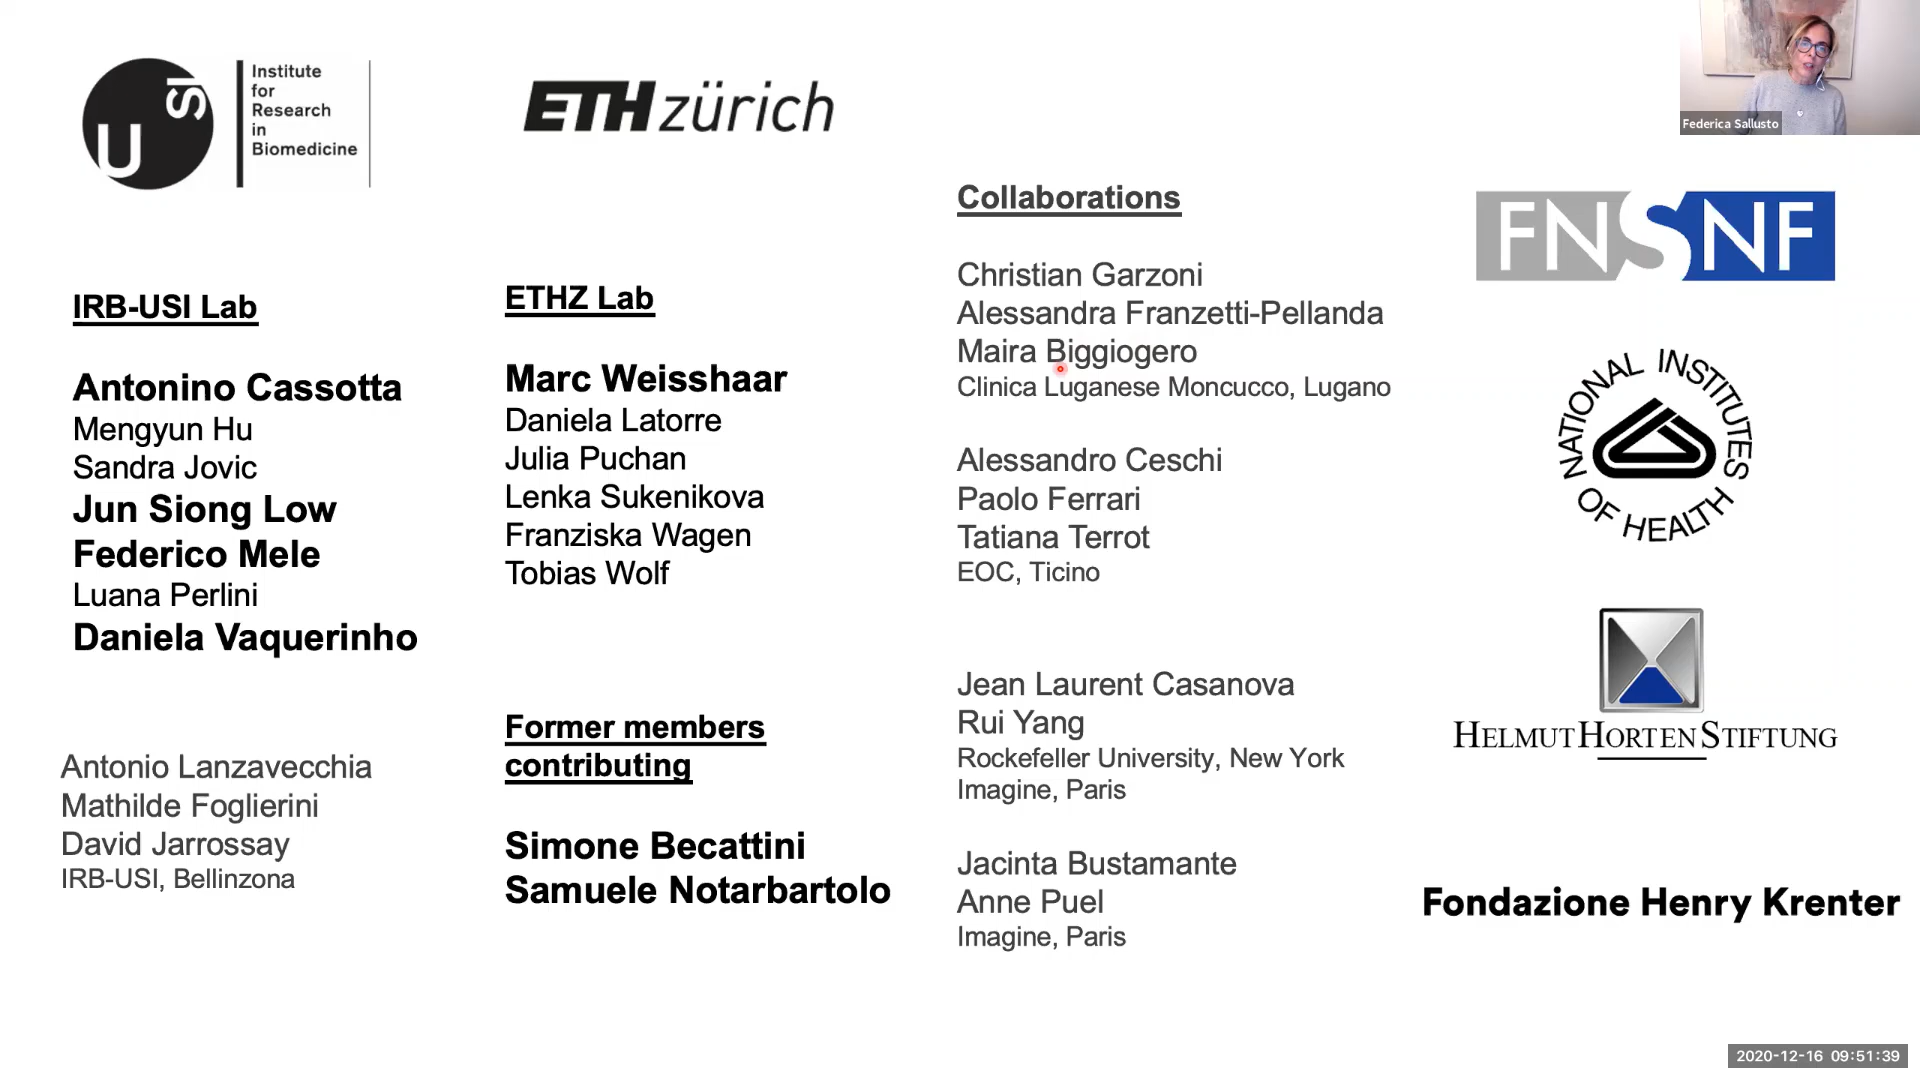 USI
Institute
for
Research
in
Biomedicine
ETH zürich
Federica Sallusto
IRB-USI Lab
Antonino Cassotta
Mengyun Hu
Sandra Jovic
Jun Siong Low
Federico Mele
Luana Perlini
Daniela Vaquerinho
Antonio Lanzavecchia
Mathilde Foglierini
David Jarrossay
IRB-USI, Bellinzona
ETHZ Lab
Marc Weisshaar
Daniela Latorre
Julia Puchan
Lenka Sukenikova
Franziska Wagen
Tobias Wolf
Former members
contributing
Simone Becattini
Samuele Notarbartolo
Collaborations
Christian Garzoni
Alessandra Franzetti-Pellanda
Maira Biggiogero
Clinica Luganese Moncucco, Lugano
Alessandro Ceschi
Paolo Ferrari
Tatiana Terrot
EOC, Ticino
Jean Laurent Casanova
Rui Yang
Rockefeller University, New York
Imagine, Paris
Jacinta Bustamante
Anne Puel
Imagine, Paris
FNSNF
NATIONAL INSTITUTES
OF HEALTH
HELMUT HORTEN STIFTUNG
Fondazione Henry Krenter
2020-12-16 09:51:39